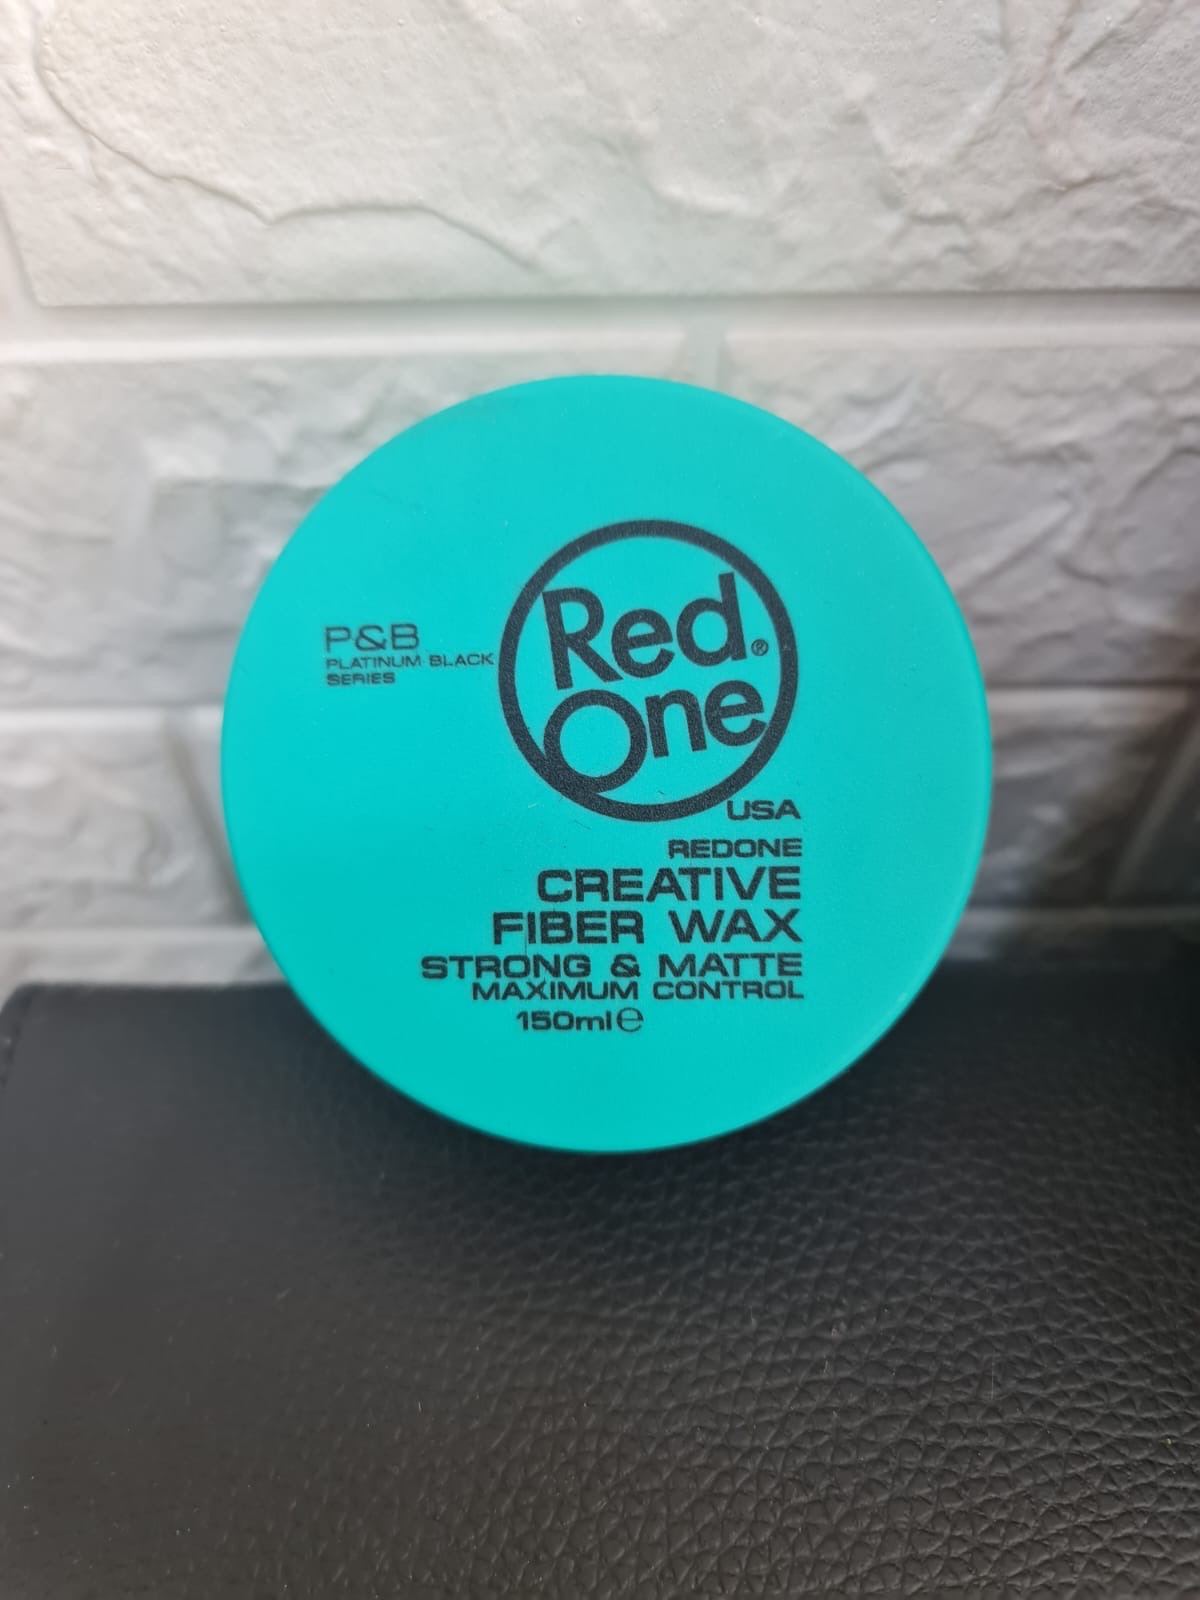 Red®
One
USA
P&B
PLATINUM BLACK
SERIES
REDONE
CREATIVE
FIBER WAX
STRONG & MATTE
MAXIMUM CONTROL
150ml℮